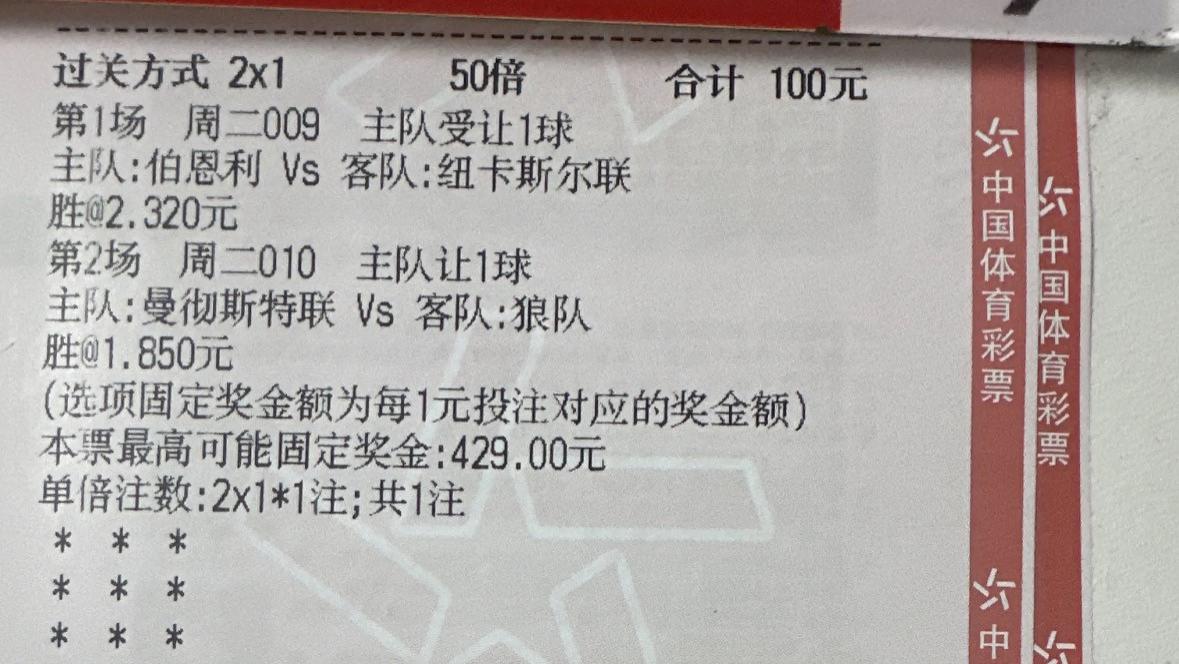 过关方式 2x1 50倍 合计 100元
第1场 周二009 主队受让1球
主队:伯恩利 Vs 客队:纽卡斯尔联
胜@2.320元
第2场 周二010 主队让1球
主队:曼彻斯特联 Vs 客队:狼队
胜@1.850元
(选项固定奖金额为每1元投注对应的奖金额)
本票最高可能固定奖金:429.00元
单倍注数:2x1*1注;共1注
* * *
* * *
* * *
中国体育彩票
中国体育彩票
中